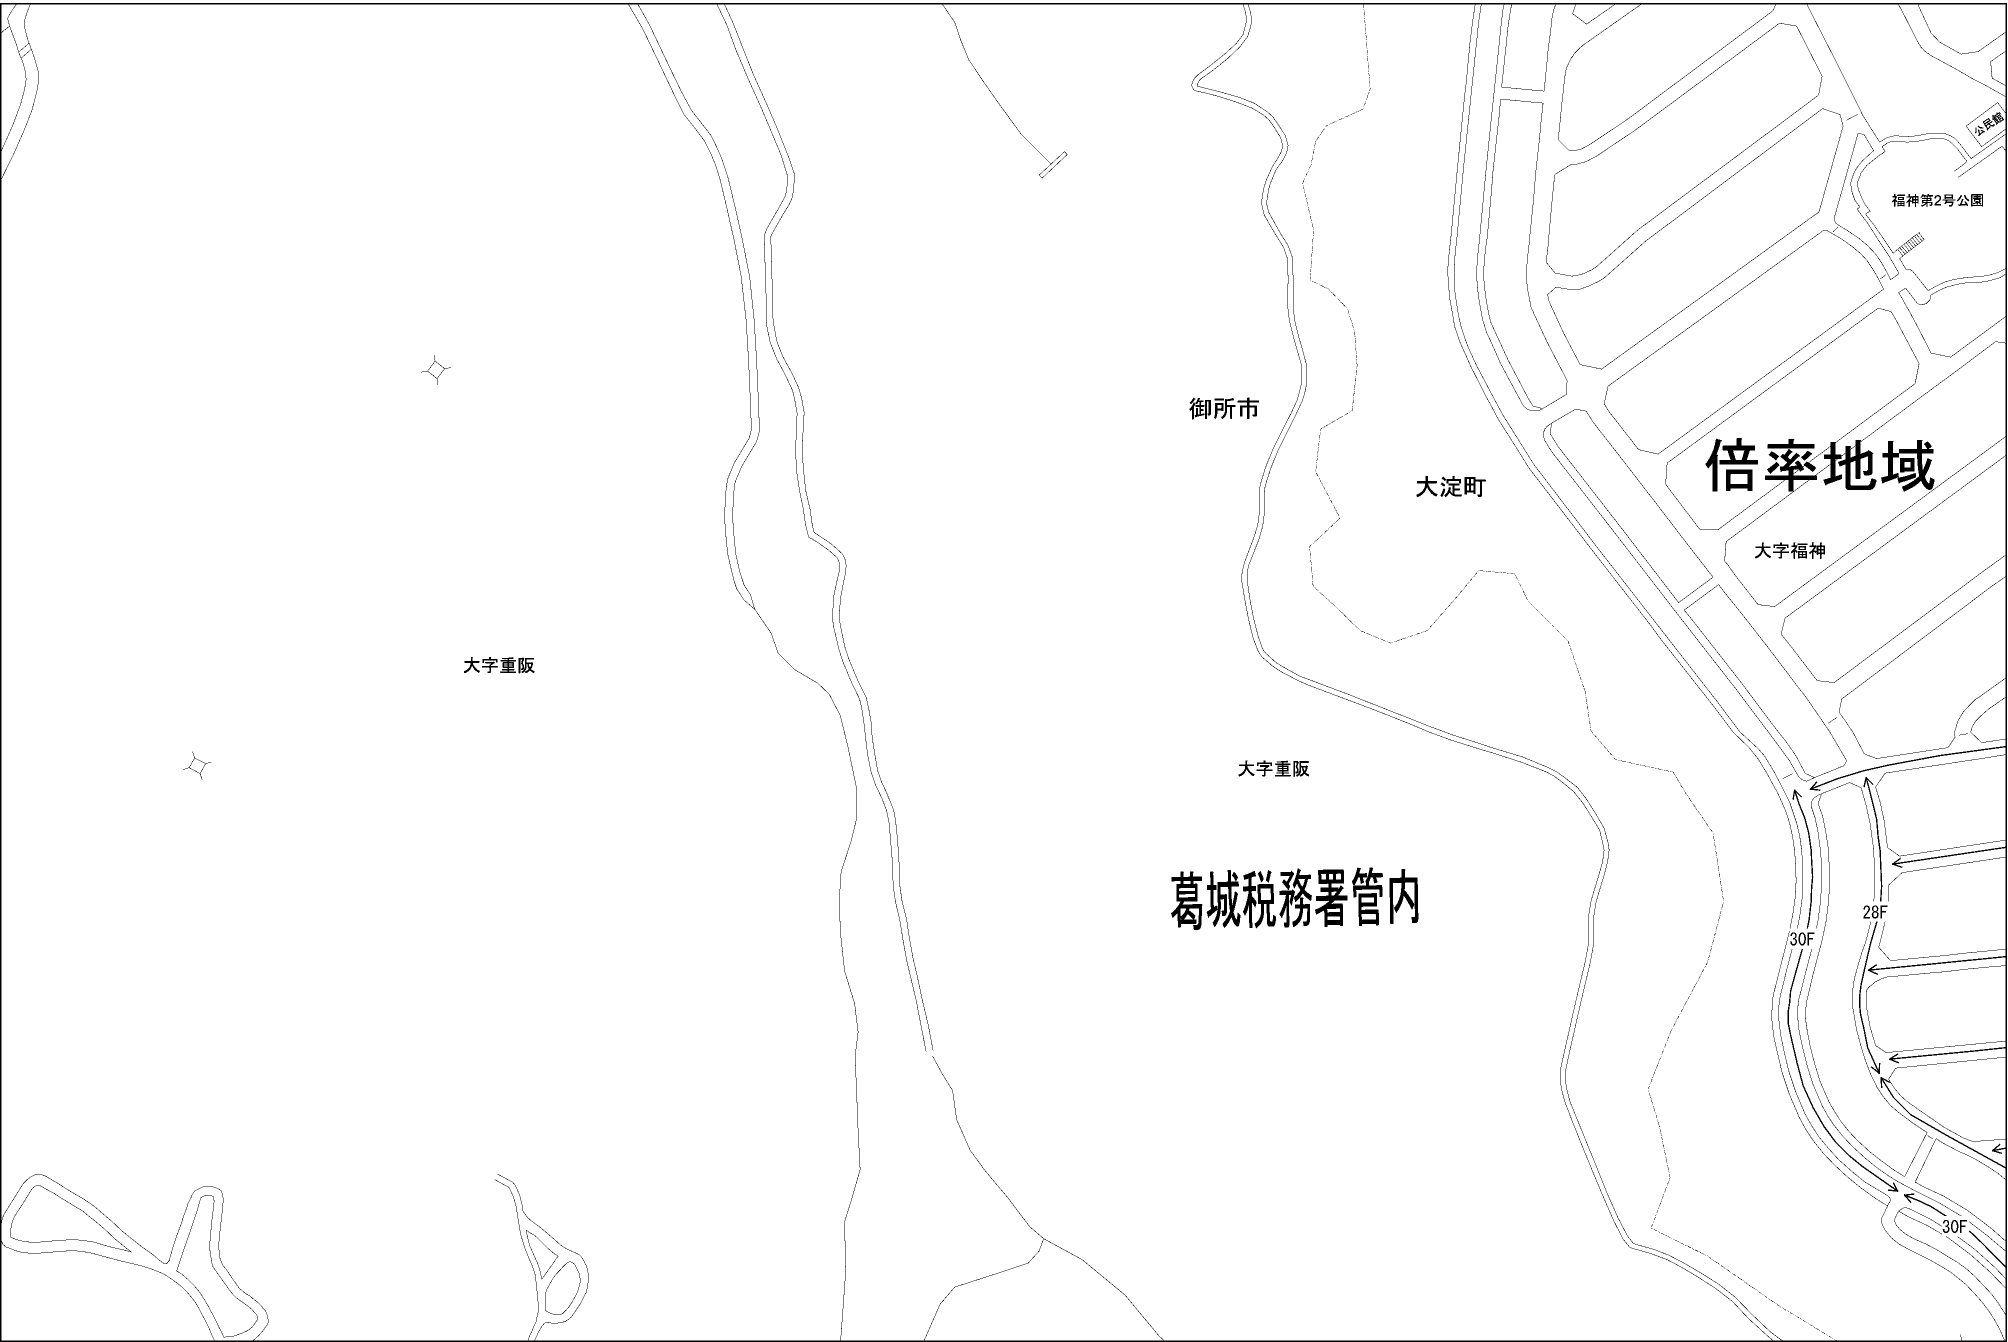 公民館
福神第2号公園
御所市
倍率地域
大淀町
大字福神
大字重阪
大字重阪
葛城税務署管内
28F
30F
30F